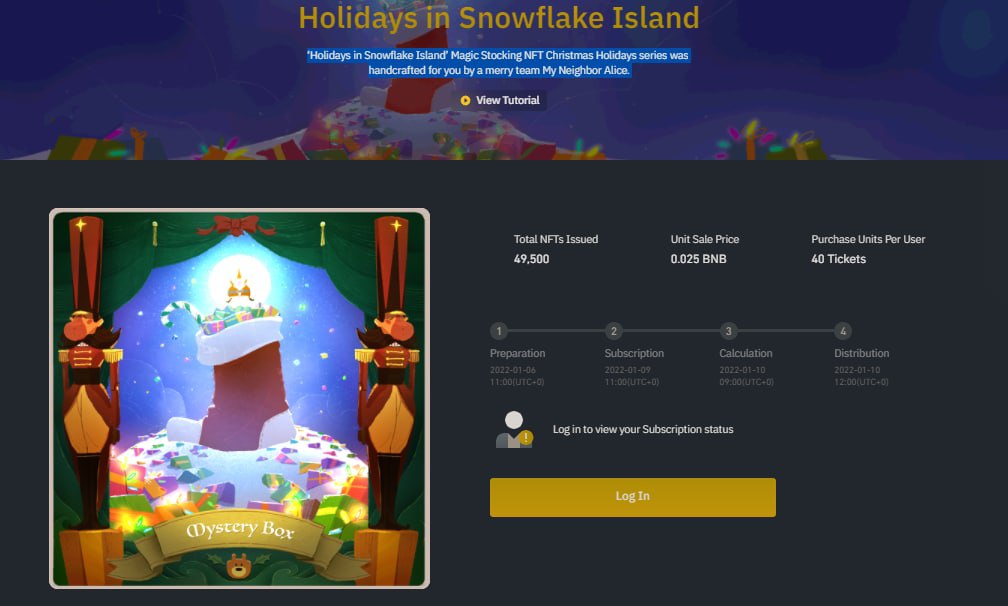 Holidays in Snowflake Island
'Holidays in Snowflake Island' Magic Stocking NFT Christmas Holidays series was
handcrafted for you by a merry team My Neighbor Alice.
View Tutorial
Total NFTs Issued
49,500
Unit Sale Price
0.025 BNB
Purchase Units Per User
40 Tickets
1
Preparation
2022-01-06
11:00(UTC+0)
2
Subscription
2022-01-09
11:00(UTC+0)
3
Calculation
2022-01-10
09:00(UTC+0)
4
Distribution
2022-01-10
12:00(UTC+0)
!
Log in to view your Subscription status
Log In
Mystery Box